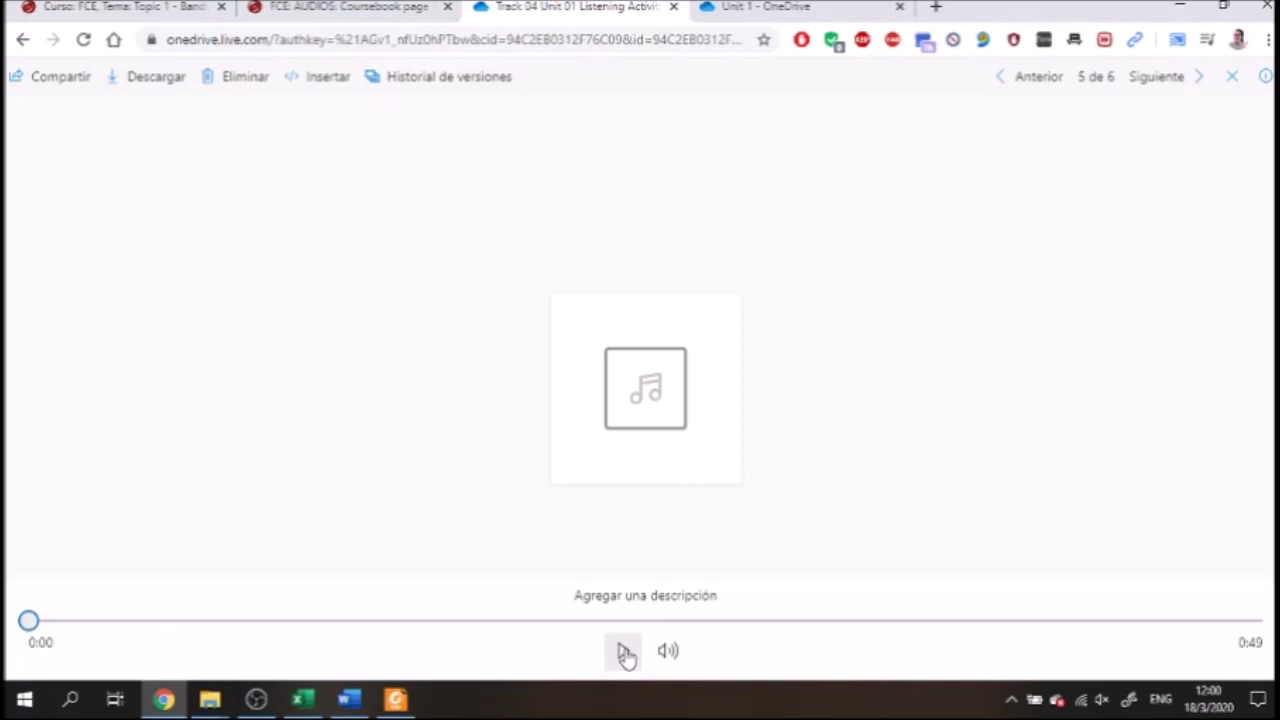 Curso: FCE, Tema: Topic 1 - Band
FCE: AUDIOS: Coursebook page
Track 04 Unit 01 Listening Activit
Unit 1 - OneDrive
onedrive.live.com/?authkey=%21AGv1_nfUz0hPTbw&cid=94C2EB0312F76C09&id=94C2EB0312F...
Compartir Descargar Eliminar Insertar Historial de versiones Anterior 5 de 6 Siguiente
Agregar una descripción
0:00
0:49
ENG
12:00
18/3/2020